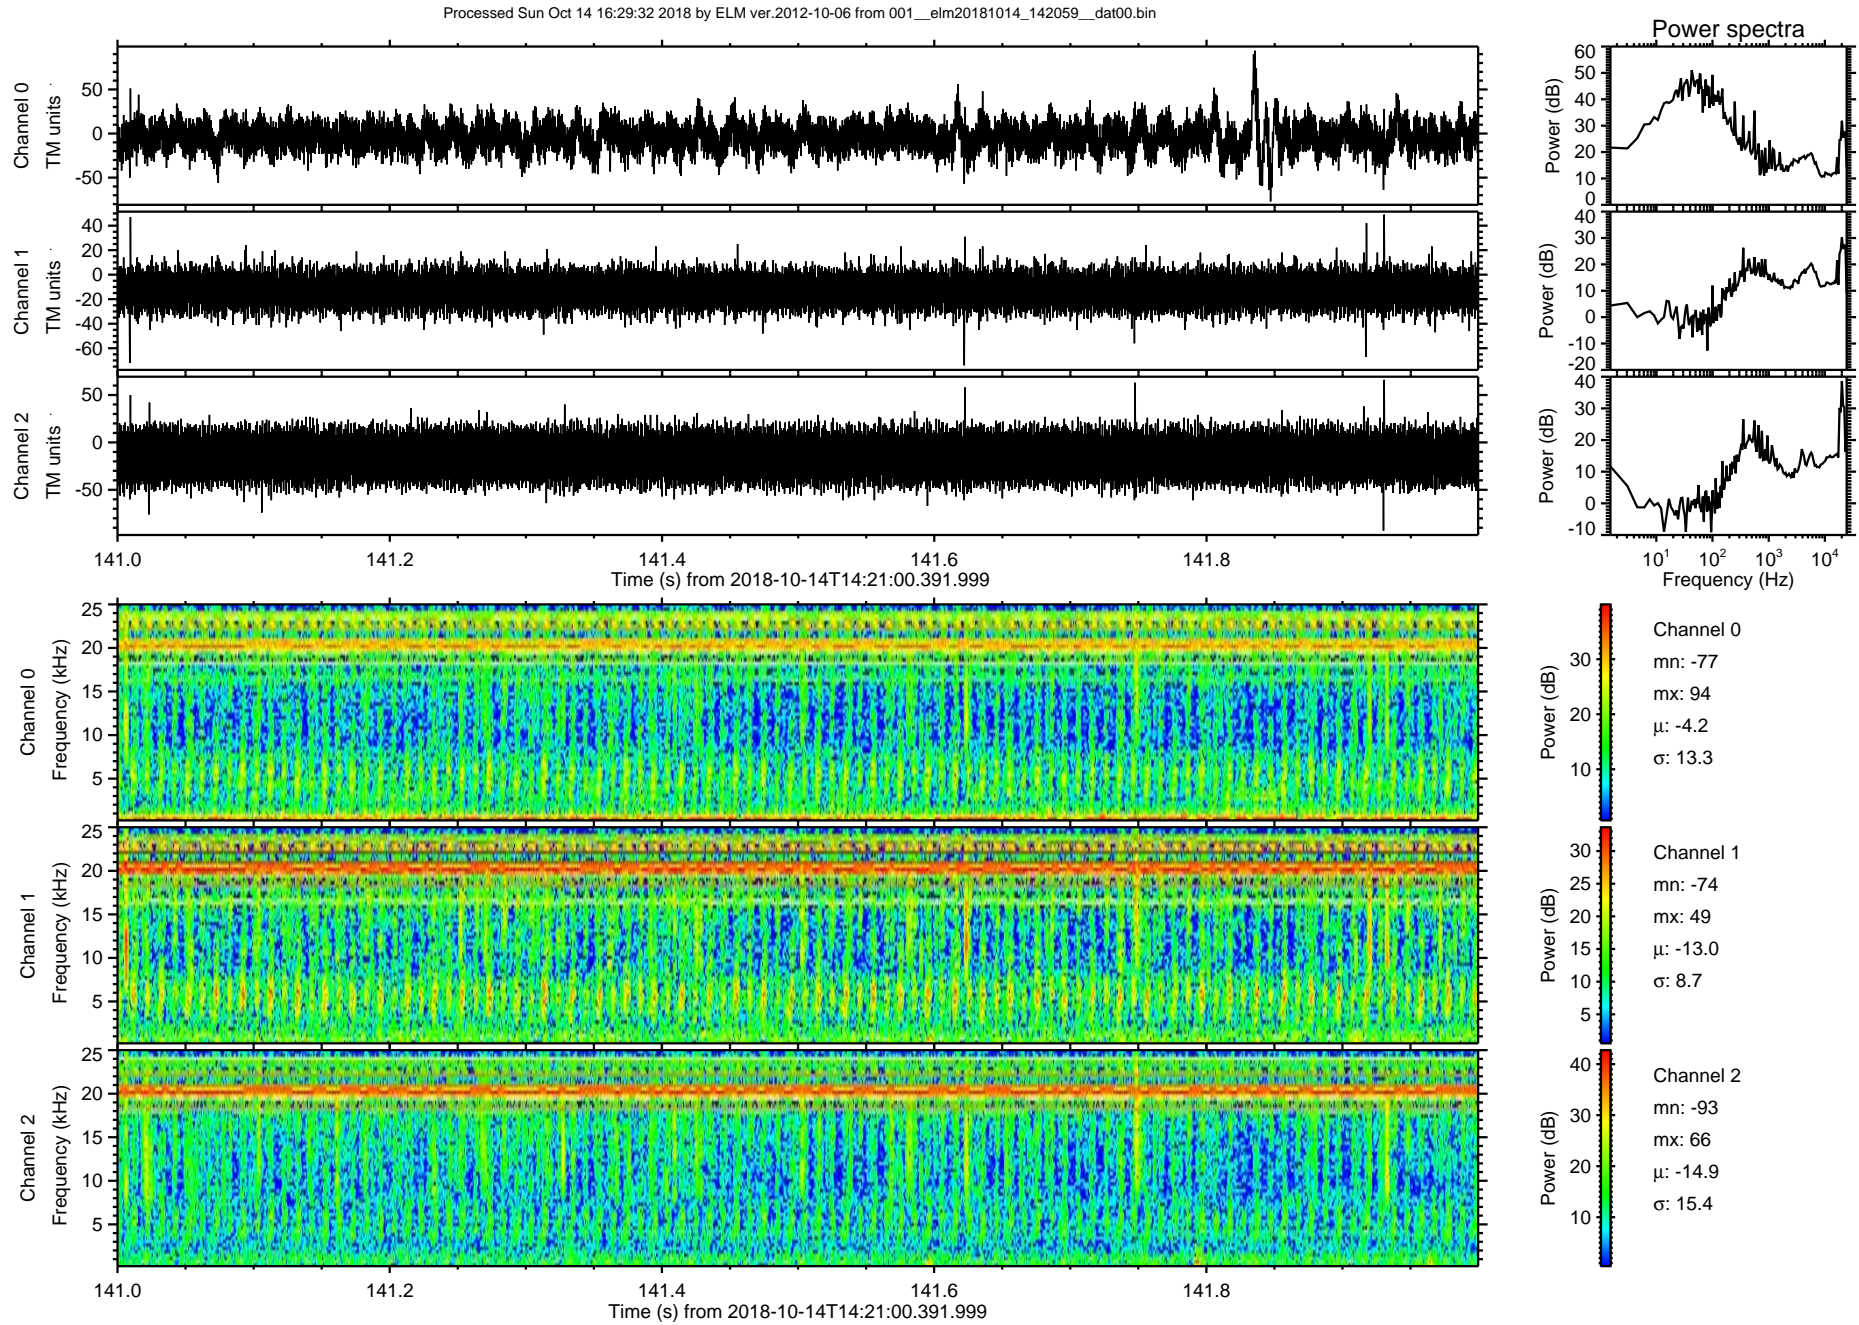 Processed Sun Oct 14 16:29:32 2018 by ELM ver.2012-10-06 from 001__elm20181014_142059__dat00.bin
Power spectra
Channel 0
TM units
50
0
-50
Power (dB)
60
50
40
30
20
10
0
Channel 1
TM units
40
20
0
-20
-40
-60
Power (dB)
40
30
20
10
0
-10
-20
Channel 2
TM units
50
0
-50
Power (dB)
40
30
20
10
0
-10
141.0 141.2 141.4 141.6 141.8
Time (s) from 2018-10-14T14:21:00.391.999
10^1 10^2 10^3 10^4
Frequency (Hz)
Channel 0
Frequency (kHz)
25
20
15
10
5
Power (dB)
30
20
10
Channel 0
mn: -77
mx: 94
μ: -4.2
σ: 13.3
Channel 1
Frequency (kHz)
25
20
15
10
5
Power (dB)
30
25
20
15
10
5
Channel 1
mn: -74
mx: 49
μ: -13.0
σ: 8.7
Channel 2
Frequency (kHz)
25
20
15
10
5
Power (dB)
40
30
20
10
Channel 2
mn: -93
mx: 66
μ: -14.9
σ: 15.4
141.0 141.2 141.4 141.6 141.8
Time (s) from 2018-10-14T14:21:00.391.999